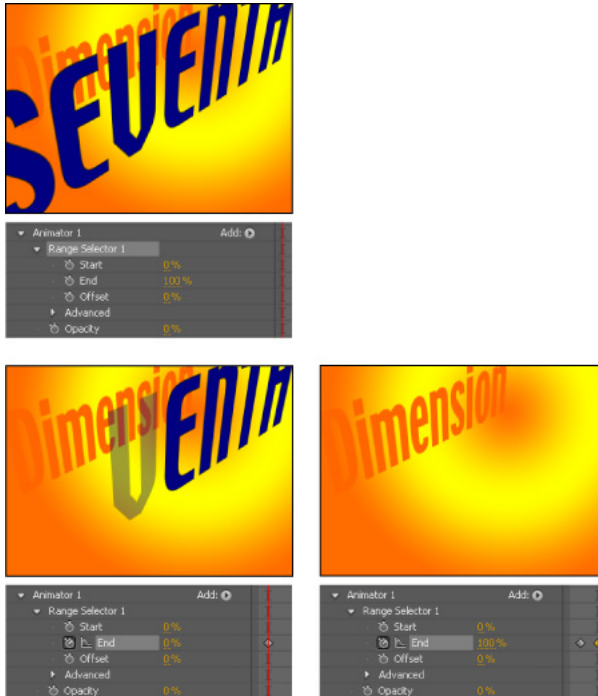 Dimension
SEVENTH
Animator 1 Add:
Range Selector 1
Start 0%
End 100%
Offset 0%
Advanced
Opacity 0%
Dimension
VENTH
Animator 1 Add:
Range Selector 1
Start 0%
End 0%
Offset 0%
Advanced
Opacity 0%
Dimension
Animator 1 Add:
Range Selector 1
Start 0%
End 100%
Offset 0%
Advanced
Opacity 0%